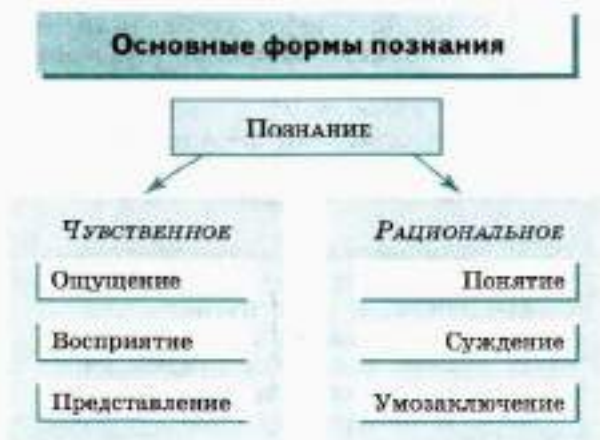 Основные формы познания
Познание
Чувственное
Ощущение
Восприятие
Представление
Рациональное
Понятие
Суждение
Умозаключение